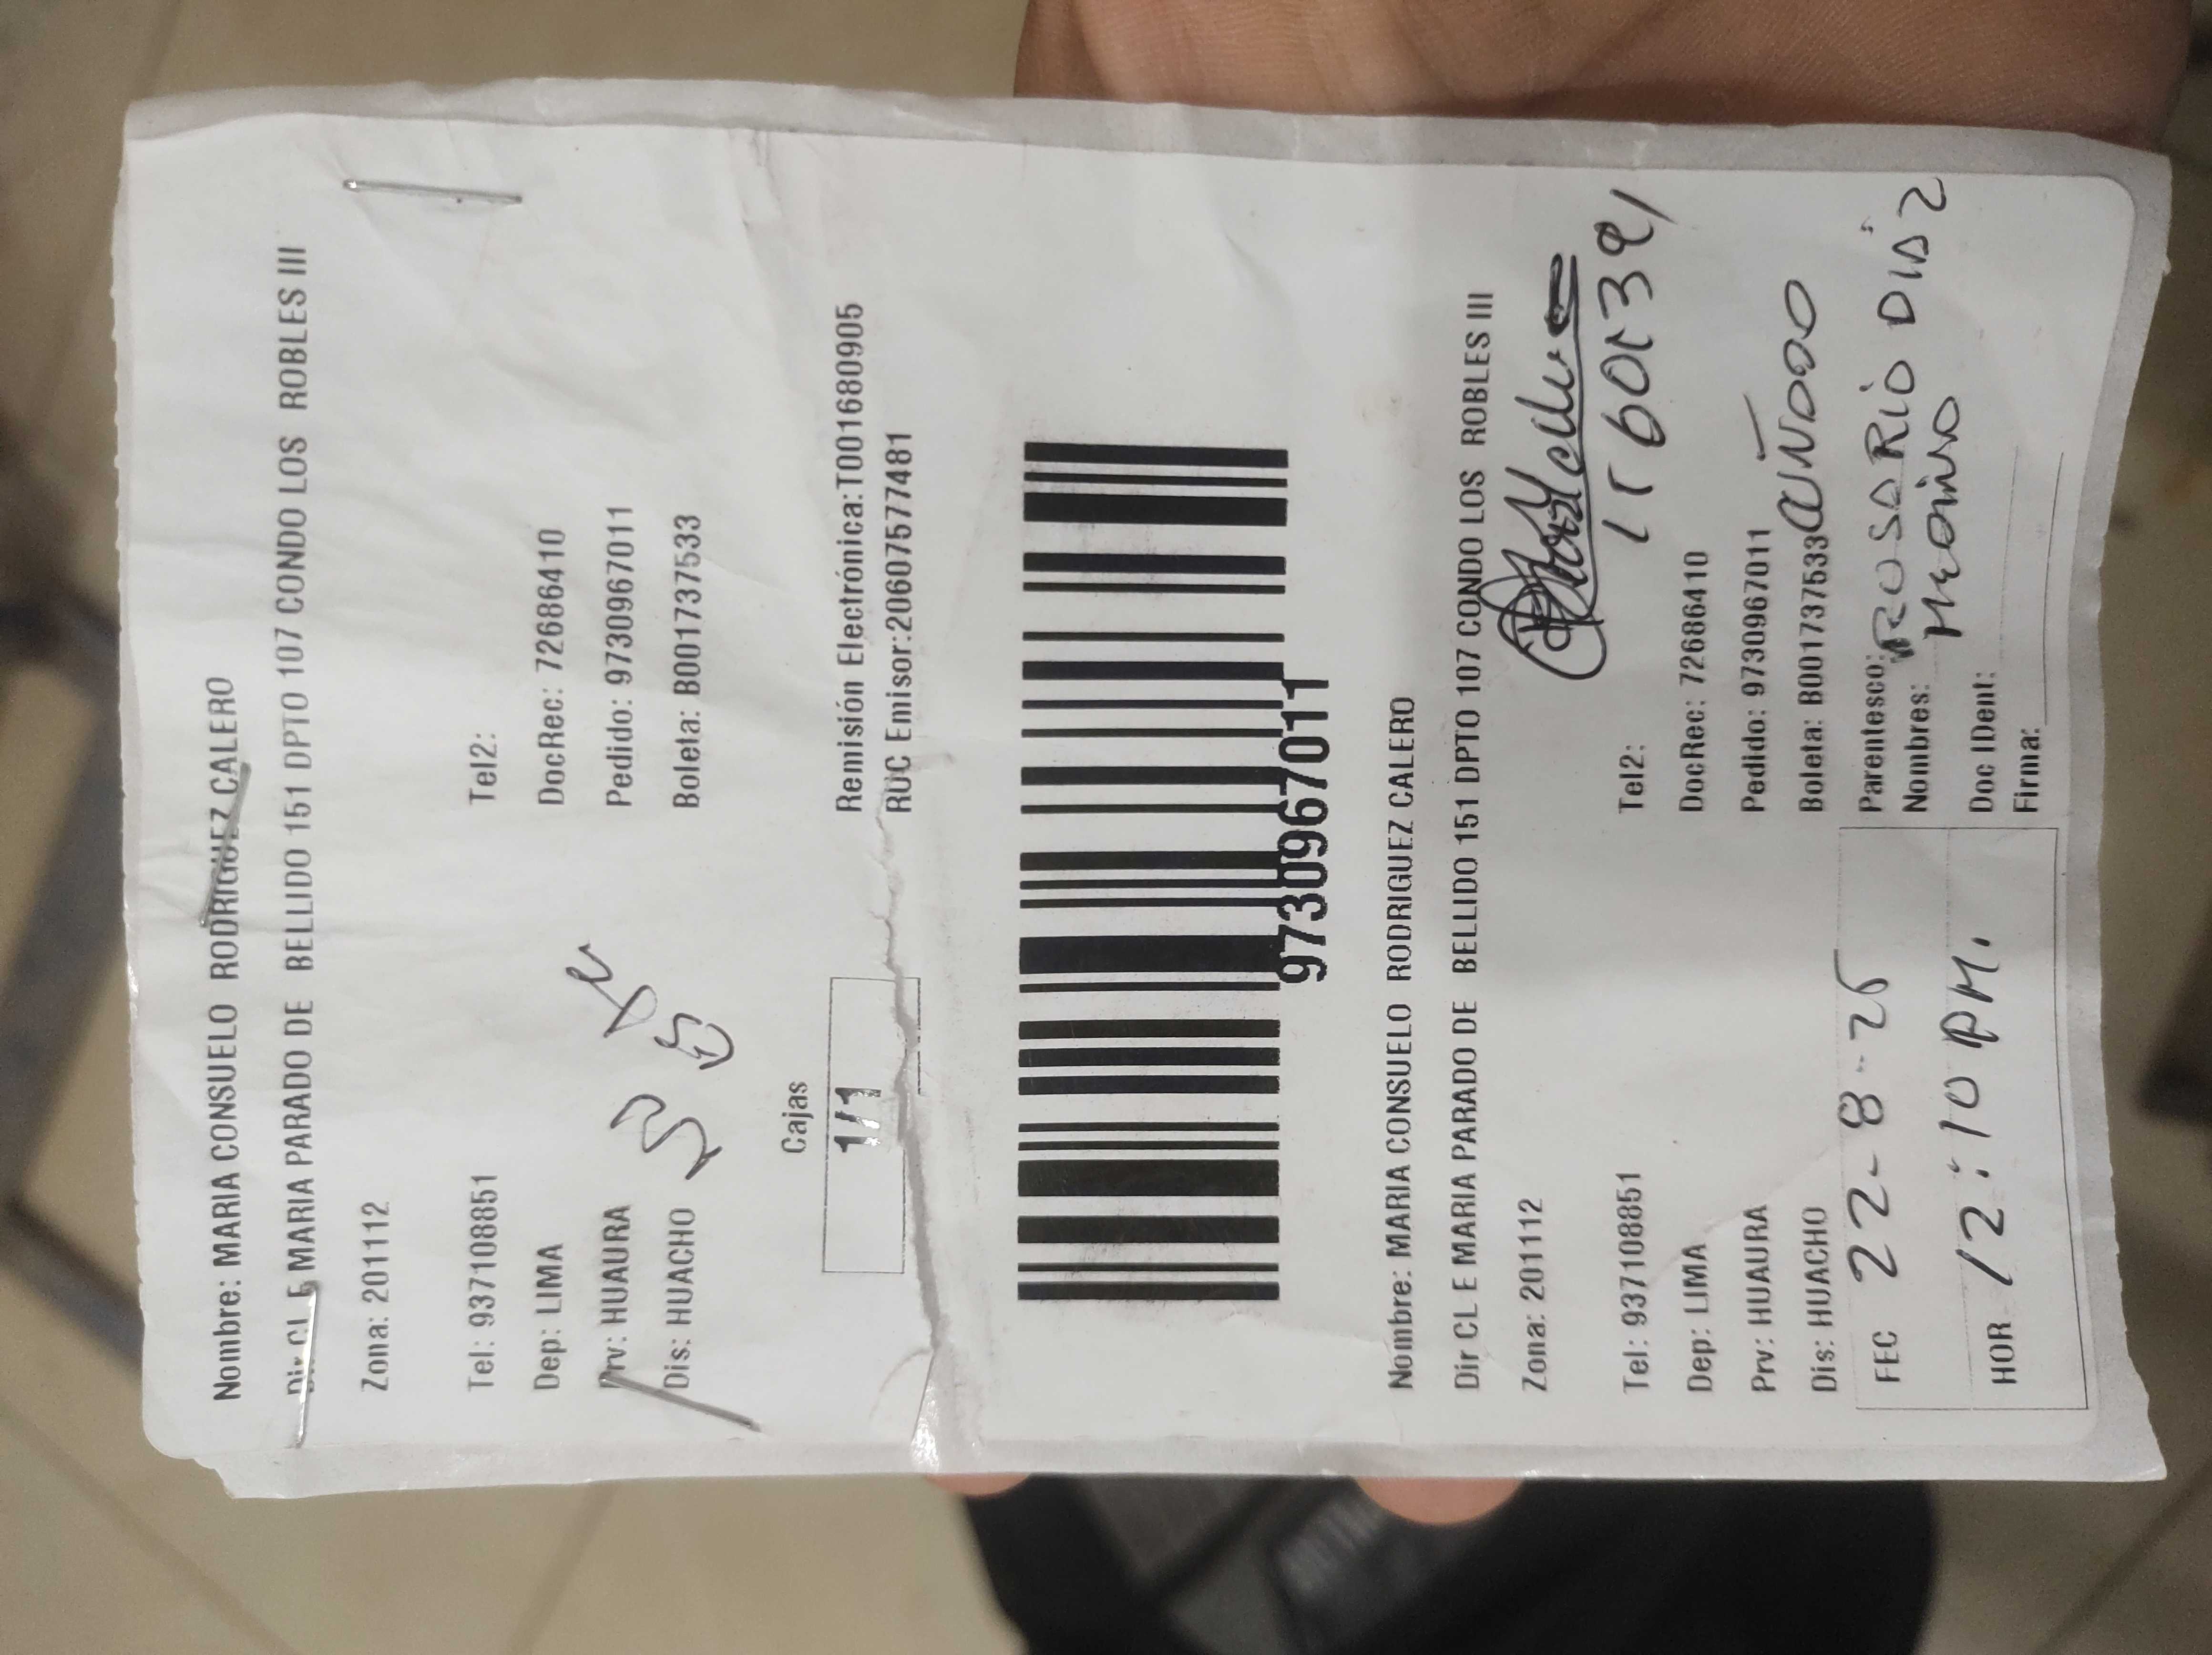 Nombre: MARIA CONSUELO RODRIGUEZ CALERO
Dir CL E MARIA PARADO DE BELLIDO 151 DPTO 107 CONDO LOS ROBLES III
Zona: 201112
Tel: 937108851 Tel2:
Dep: LIMA DocRec: 72686410
Prv: HUAURA Pedido: 9730967011
Dis: HUACHO Boleta: B001737533
Cajas
1/1
Remisión Electrónica:T001680905
RUC Emisor:20607577481
9730967011
Nombre: MARIA CONSUELO RODRIGUEZ CALERO
Dir CL E MARIA PARADO DE BELLIDO 151 DPTO 107 CONDO LOS ROBLES III
Zona: 201112
Tel: 937108851 Tel2:
Dep: LIMA DocRec: 72686410
Prv: HUAURA Pedido: 9730967011
Dis: HUACHO Boleta: B001737533
FEC 22-8-25
Parentesco: ROSARIO DIAZ
Nombres:
HOR 12:10 PM.
Doc IDent:
Firma: